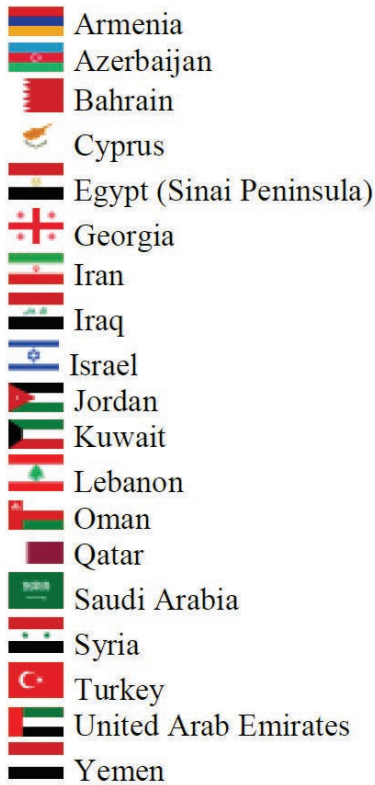 Armenia
Azerbaijan
Bahrain
Cyprus
Egypt (Sinai Peninsula)
Georgia
Iran
Iraq
Israel
Jordan
Kuwait
Lebanon
Oman
Qatar
Saudi Arabia
Syria
Turkey
United Arab Emirates
Yemen